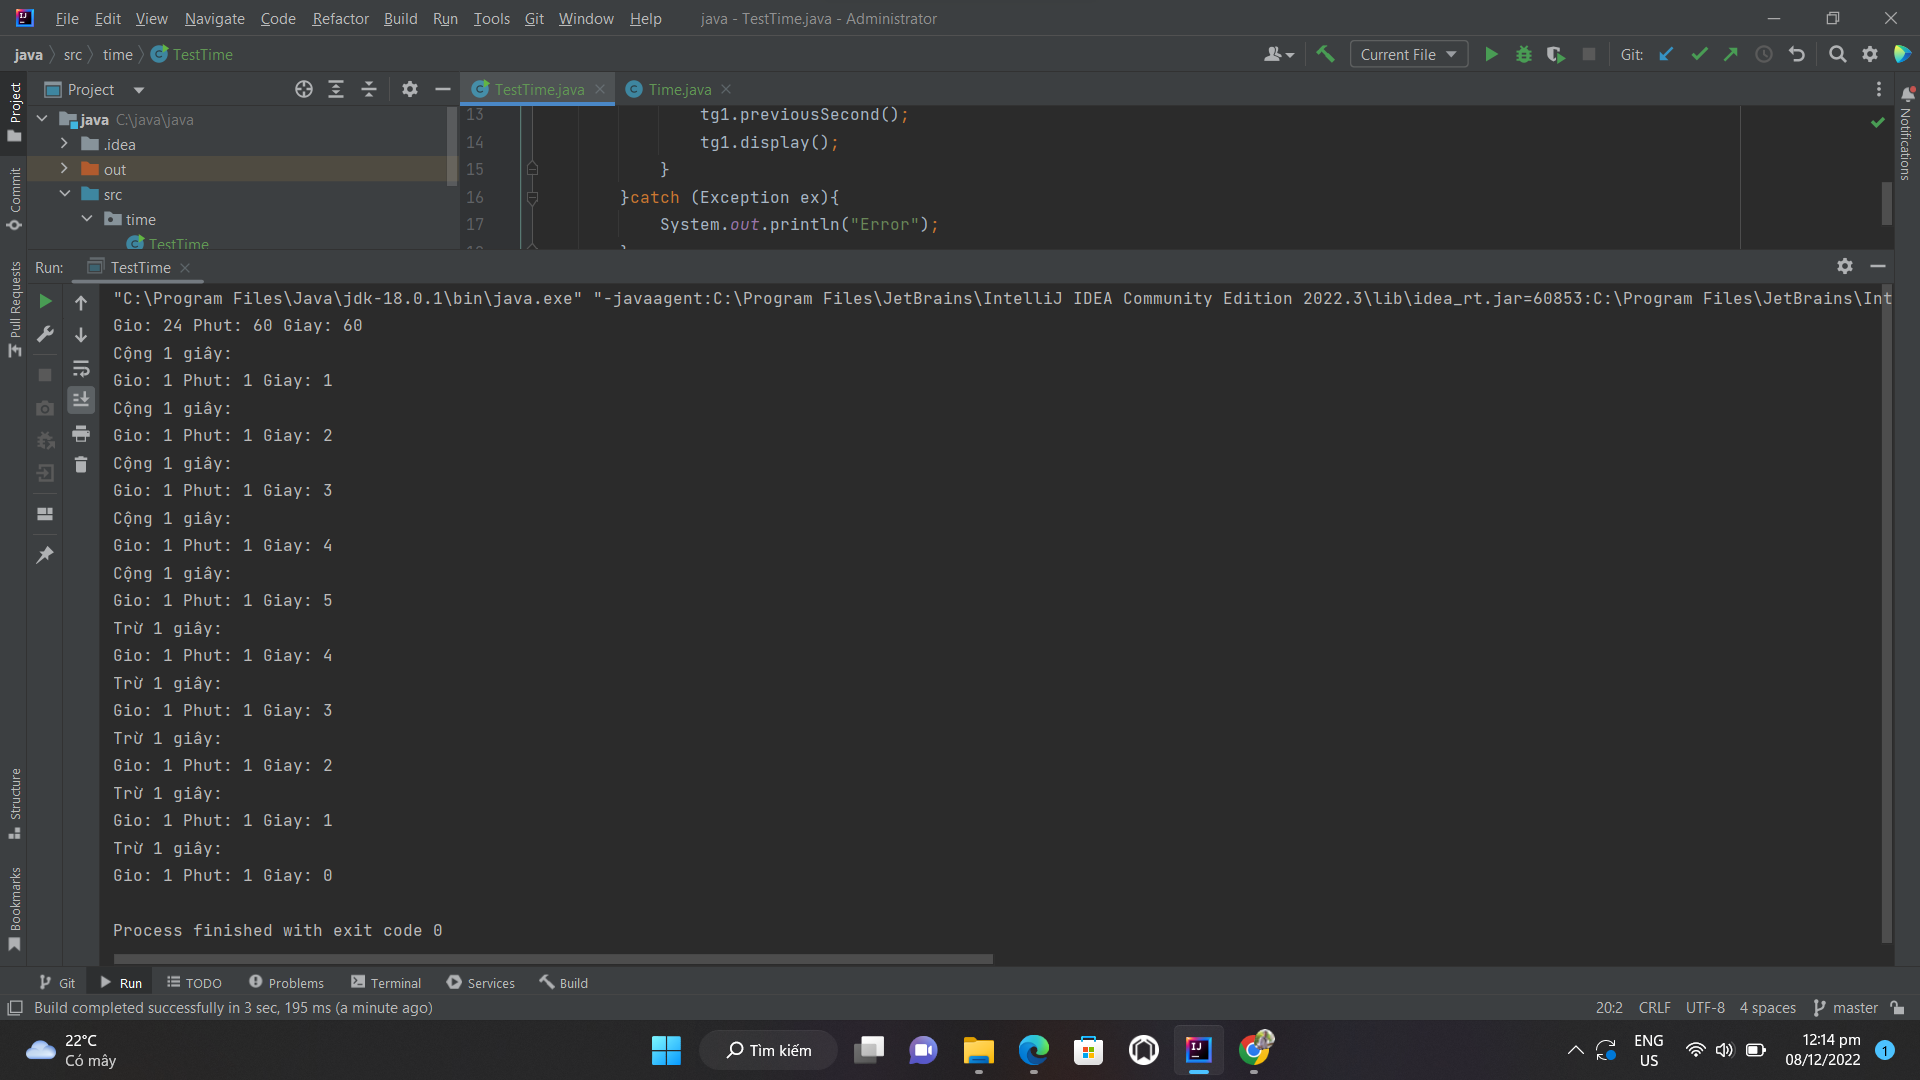 File Edit View Navigate Code Refactor Build Run Tools Git Window Help java - TestTime.java - Administrator
java src time TestTime Current File Git:
Project TestTime.java Time.java
java C:\java\java
.idea
out
src
time
TestTime
13 tg1.previousSecond();
14 tg1.display();
15 }
16 }catch (Exception ex){
17 System.out.println("Error");
Run: TestTime
"C:\Program Files\Java\jdk-18.0.1\bin\java.exe" "-javaagent:C:\Program Files\JetBrains\IntelliJ IDEA Community Edition 2022.3\lib\idea_rt.jar=60853:C:\Program Files\JetBrains\Int
Gio: 24 Phut: 60 Giay: 60
Cộng 1 giây:
Gio: 1 Phut: 1 Giay: 1
Cộng 1 giây:
Gio: 1 Phut: 1 Giay: 2
Cộng 1 giây:
Gio: 1 Phut: 1 Giay: 3
Cộng 1 giây:
Gio: 1 Phut: 1 Giay: 4
Cộng 1 giây:
Gio: 1 Phut: 1 Giay: 5
Trừ 1 giây:
Gio: 1 Phut: 1 Giay: 4
Trừ 1 giây:
Gio: 1 Phut: 1 Giay: 3
Trừ 1 giây:
Gio: 1 Phut: 1 Giay: 2
Trừ 1 giây:
Gio: 1 Phut: 1 Giay: 1
Trừ 1 giây:
Gio: 1 Phut: 1 Giay: 0
Process finished with exit code 0
Project
Commit
Pull Requests
Structure
Bookmarks
Notifications
Git Run TODO Problems Terminal Services Build
Build completed successfully in 3 sec, 195 ms (a minute ago) 20:2 CRLF UTF-8 4 spaces master
22°C
Có mây
Tìm kiếm
ENG
US
12:14 pm
08/12/2022
1